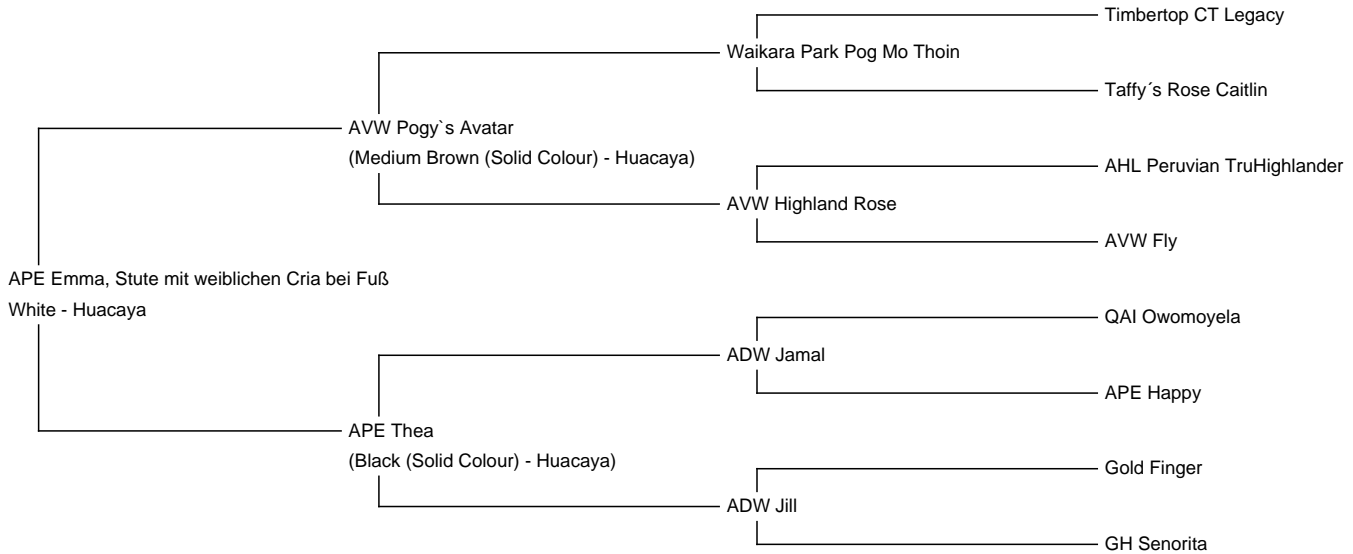 Timbertop CT Legacy
Waikara Park Pog Mo Thoin
Taffy´s Rose Caitlin
AVW Pogy`s Avatar
(Medium Brown (Solid Colour) - Huacaya)
AHL Peruvian TruHighlander
AVW Highland Rose
AVW Fly
APE Emma, Stute mit weiblichen Cria bei Fuß
White - Huacaya
QAI Owomoyela
ADW Jamal
APE Happy
APE Thea
(Black (Solid Colour) - Huacaya)
Gold Finger
ADW Jill
GH Senorita